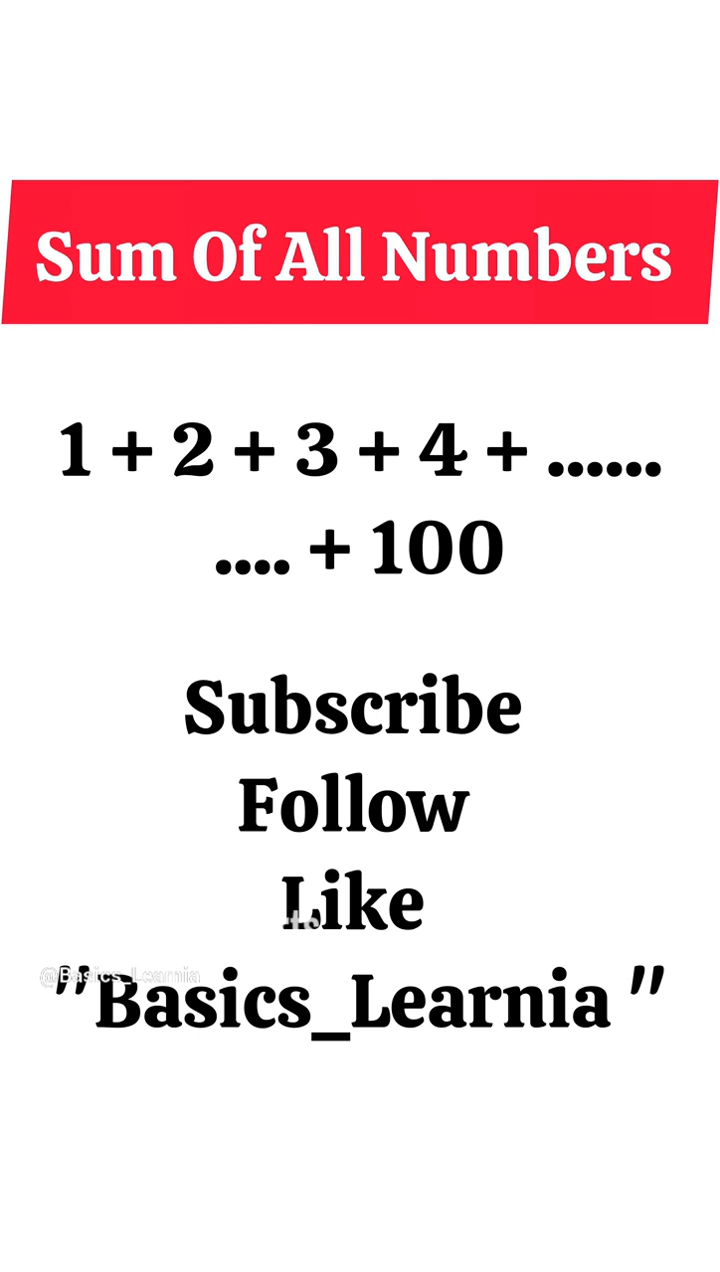 Sum Of All Numbers
1 + 2 + 3 + 4 + ......
.... + 100
Subscribe
Follow
Like
@Basics_Learnia
"Basics_Learnia "